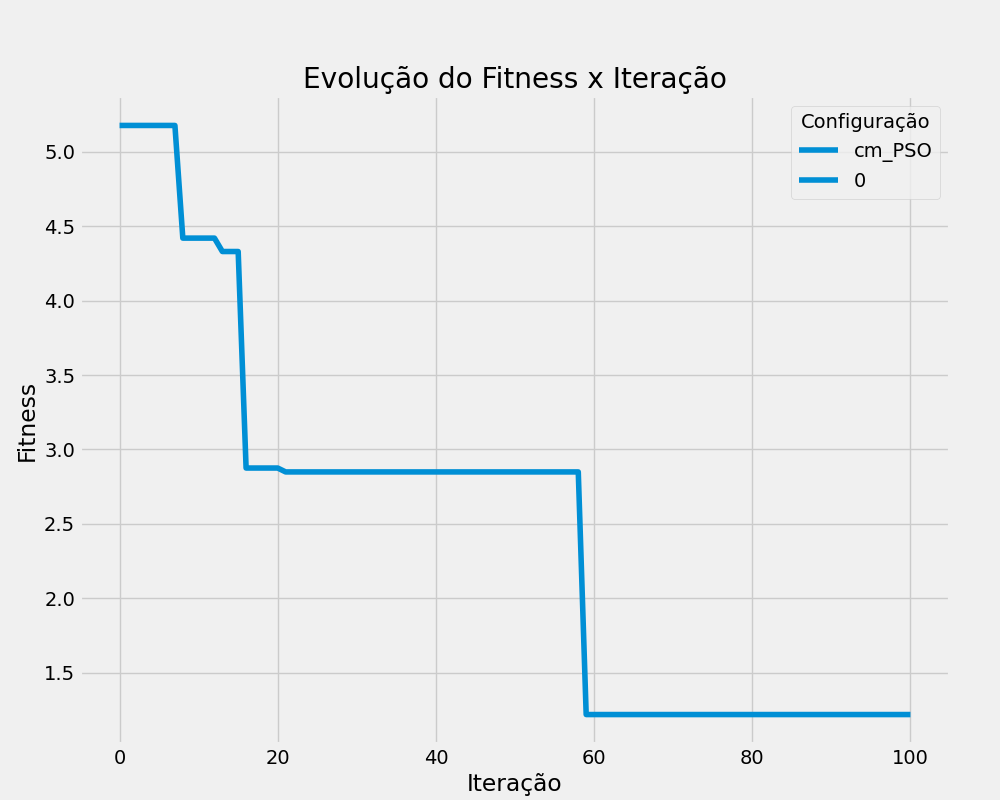 Evolução do Fitness x Iteração
Configuração
cm_PSO
0
Fitness
5.0
4.5
4.0
3.5
3.0
2.5
2.0
1.5
0 20 40 60 80 100
Iteração